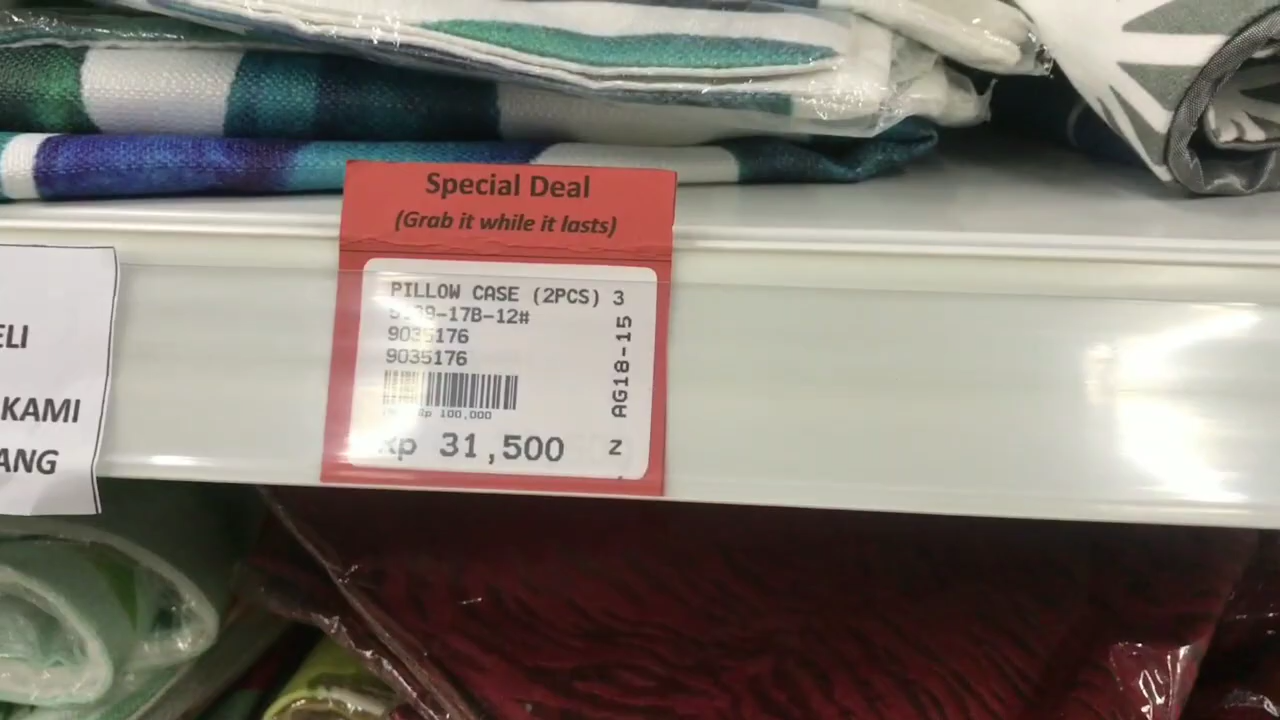 Special Deal
(Grab it while it lasts)
PILLOW CASE (2PCS) 3
9035176
9035176
Rp 100,000
Rp 31,500
AG18-15
Z
ELI
KAMI
ANG